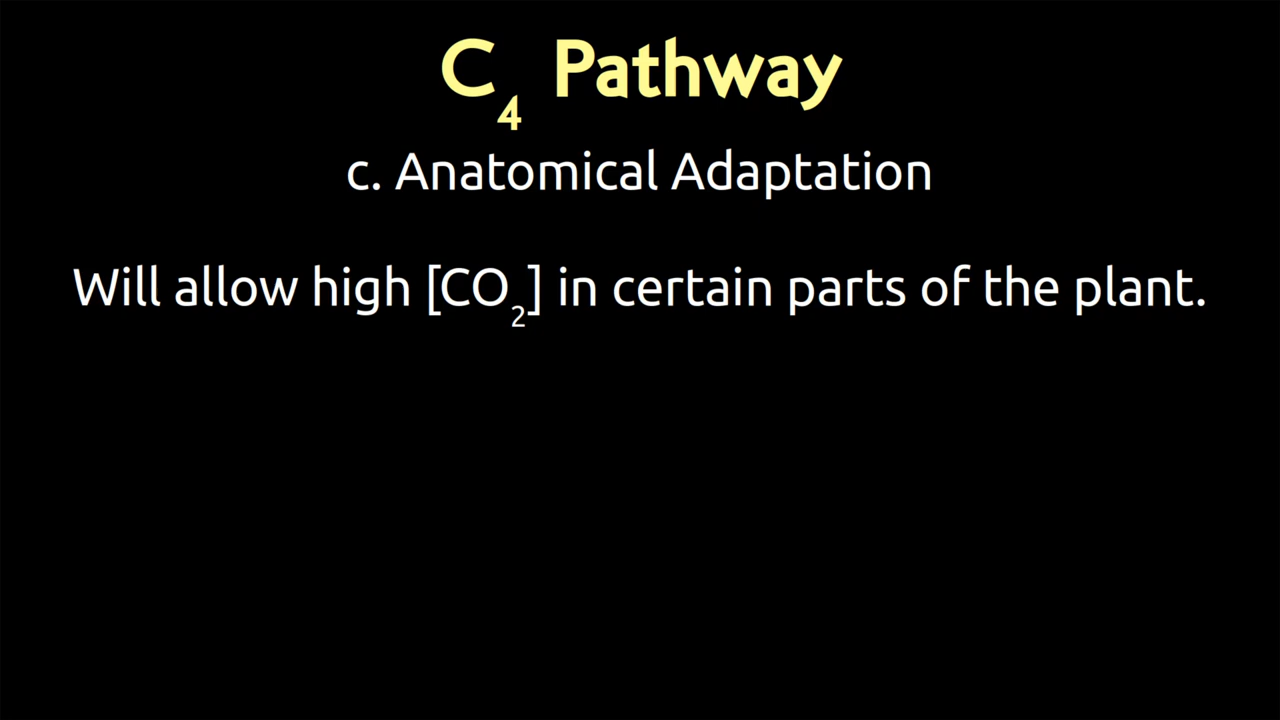 C₄ Pathway
c. Anatomical Adaptation
Will allow high [CO₂] in certain parts of the plant.